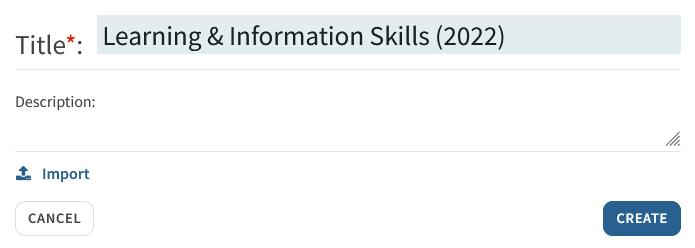 Title*: Learning & Information Skills (2022)
Description:
Import
CANCEL
CREATE